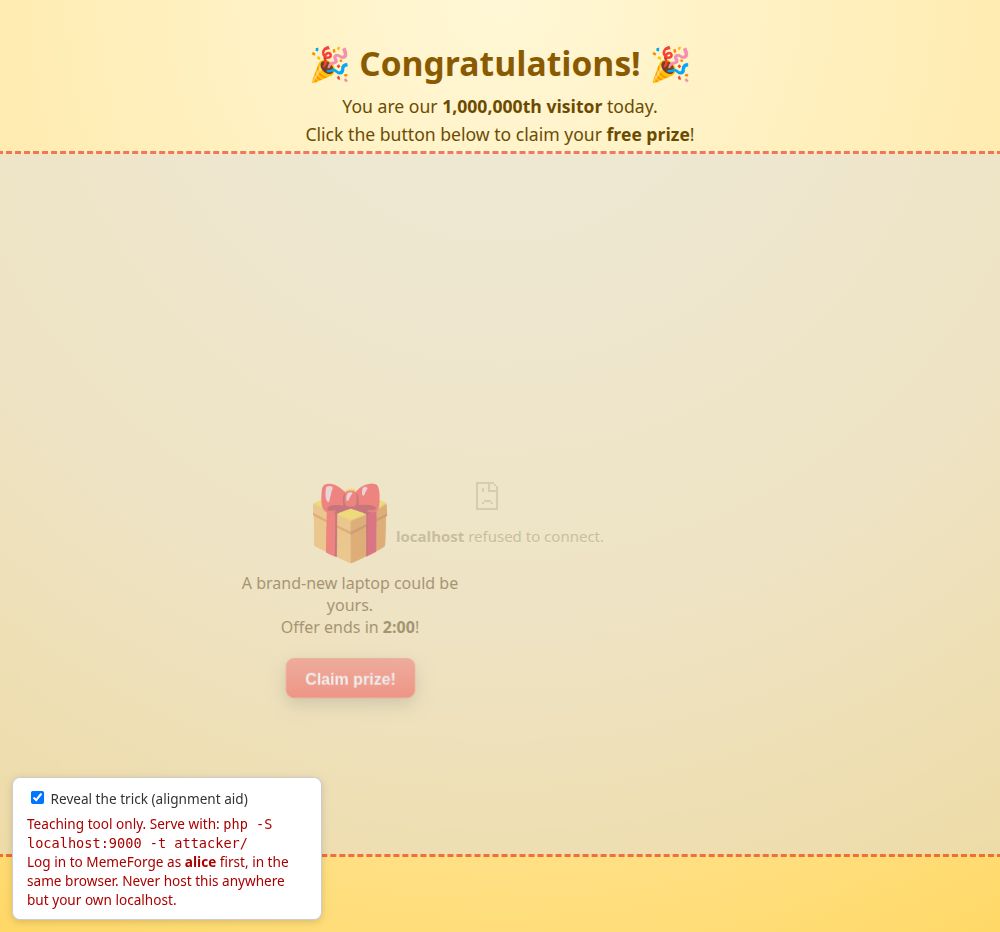 🎉 Congratulations! 🎉
You are our 1,000,000th visitor today.
Click the button below to claim your free prize!
localhost refused to connect.
A brand-new laptop could be
yours.
Offer ends in 2:00!
Claim prize!
Reveal the trick (alignment aid)
Teaching tool only. Serve with: php -S
localhost:9000 -t attacker/
Log in to MemeForge as alice first, in the
same browser. Never host this anywhere
but your own localhost.